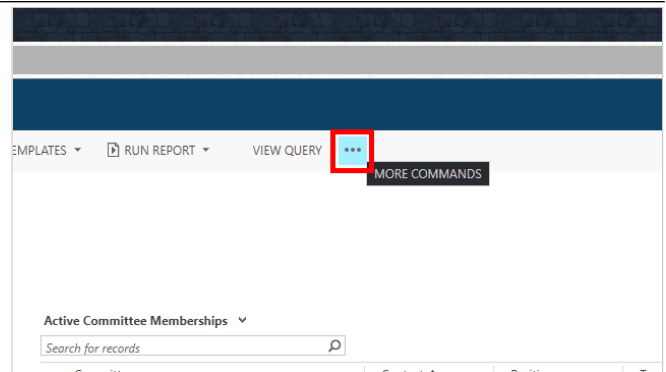 EMPLATES RUN REPORT VIEW QUERY •••
MORE COMMANDS
Active Committee Memberships
Search for records